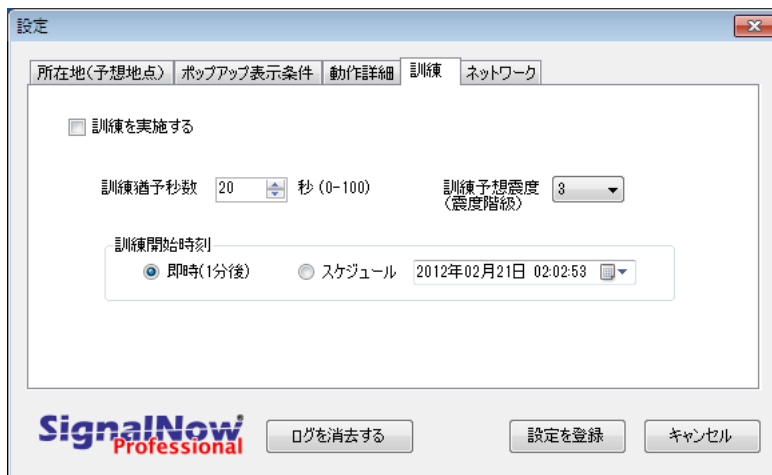 設定
所在地(予想地点) ポップアップ表示条件 動作詳細 訓練 ネットワーク
訓練を実施する
訓練猶予秒数 20 秒 (0-100) 訓練予想震度 3
(震度階級)
訓練開始時刻
即時(1分後) スケジュール 2012年02月21日 02:02:53
SignalNow Professional ログを消去する 設定を登録 キャンセル